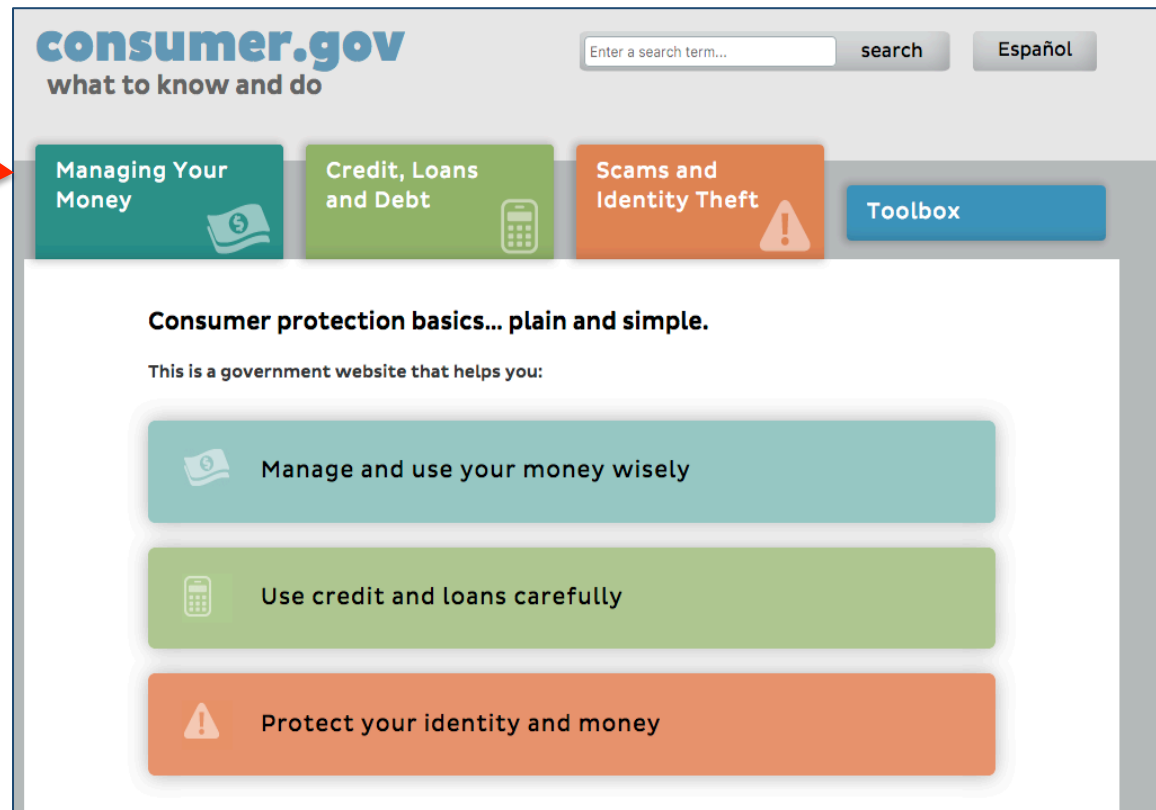 consumer.gov
what to know and do
Enter a search term...
search
Español
Managing Your
Money
Credit, Loans
and Debt
Scams and
Identity Theft
Toolbox
Consumer protection basics... plain and simple.
This is a government website that helps you:
Manage and use your money wisely
Use credit and loans carefully
Protect your identity and money